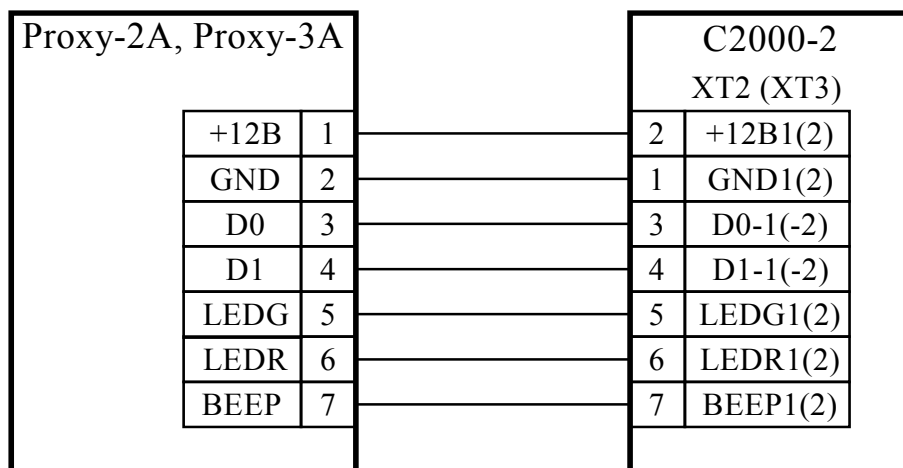 Proxy-2A, Proxy-3A
C2000-2
XT2 (XT3)
+12В 1 2 +12В1(2)
GND 2 1 GND1(2)
D0 3 3 D0-1(-2)
D1 4 4 D1-1(-2)
LEDG 5 5 LEDG1(2)
LEDR 6 6 LEDR1(2)
BEEP 7 7 BEEP1(2)